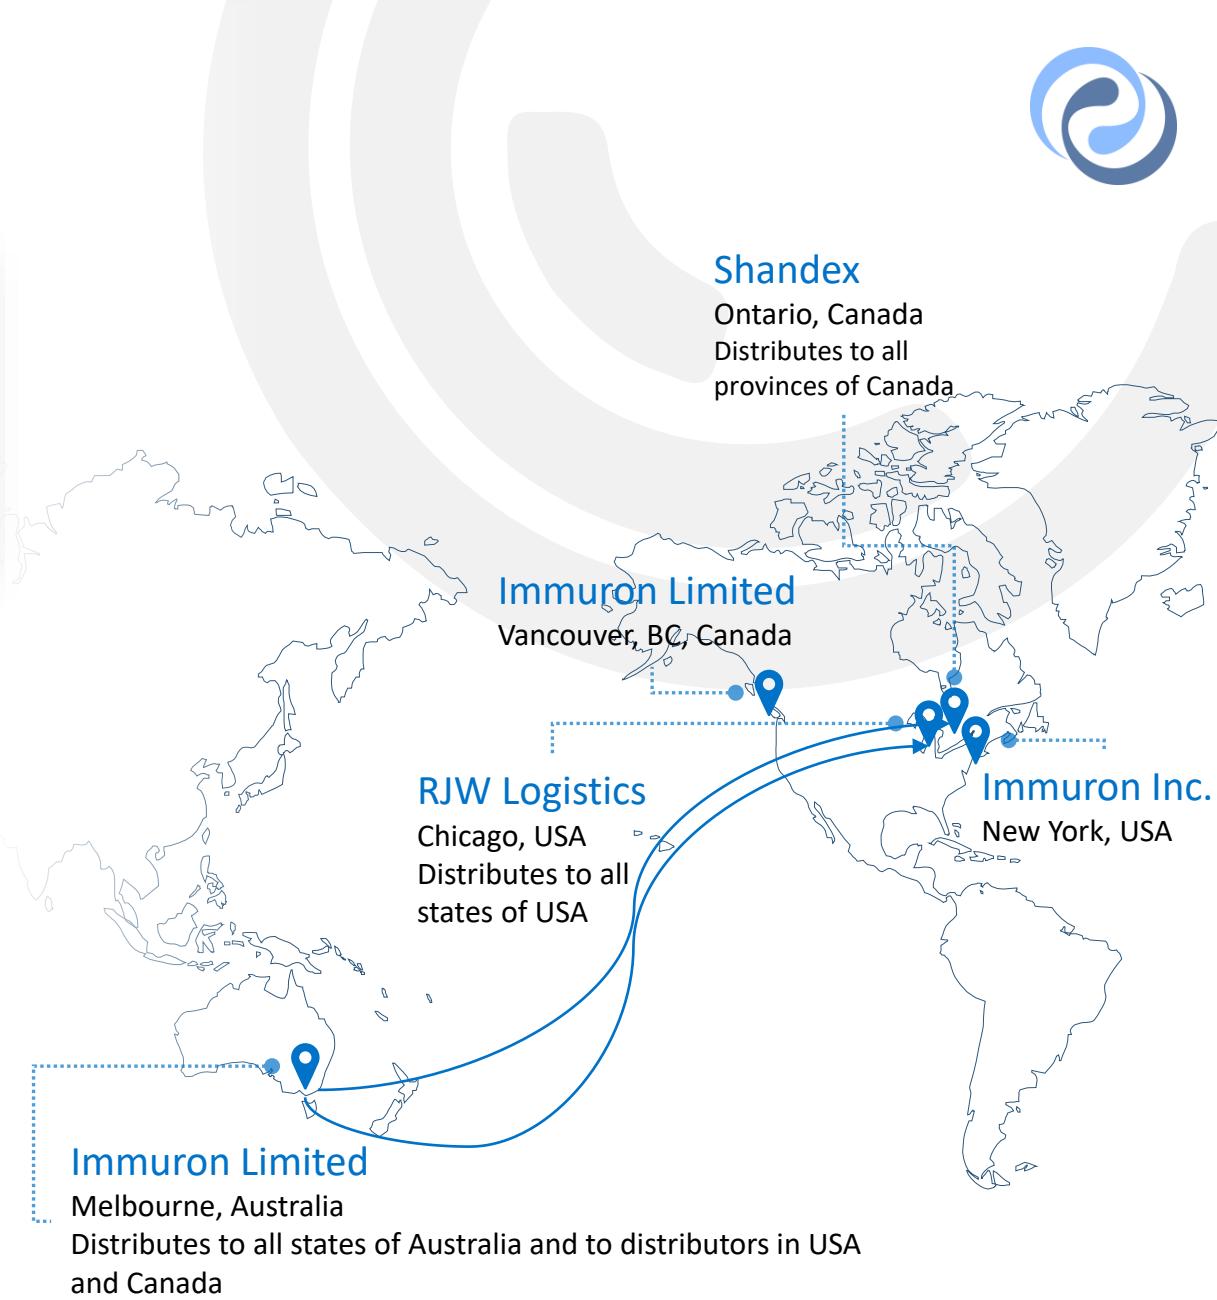 Shandex
Ontario, Canada
Distributes to all
provinces of Canada
Immuron Limited
Vancouver, BC, Canada
RJW Logistics
Chicago, USA
Distributes to all
states of USA
Immuron Inc.
New York, USA
Immuron Limited
Melbourne, Australia
Distributes to all states of Australia and to distributors in USA
and Canada